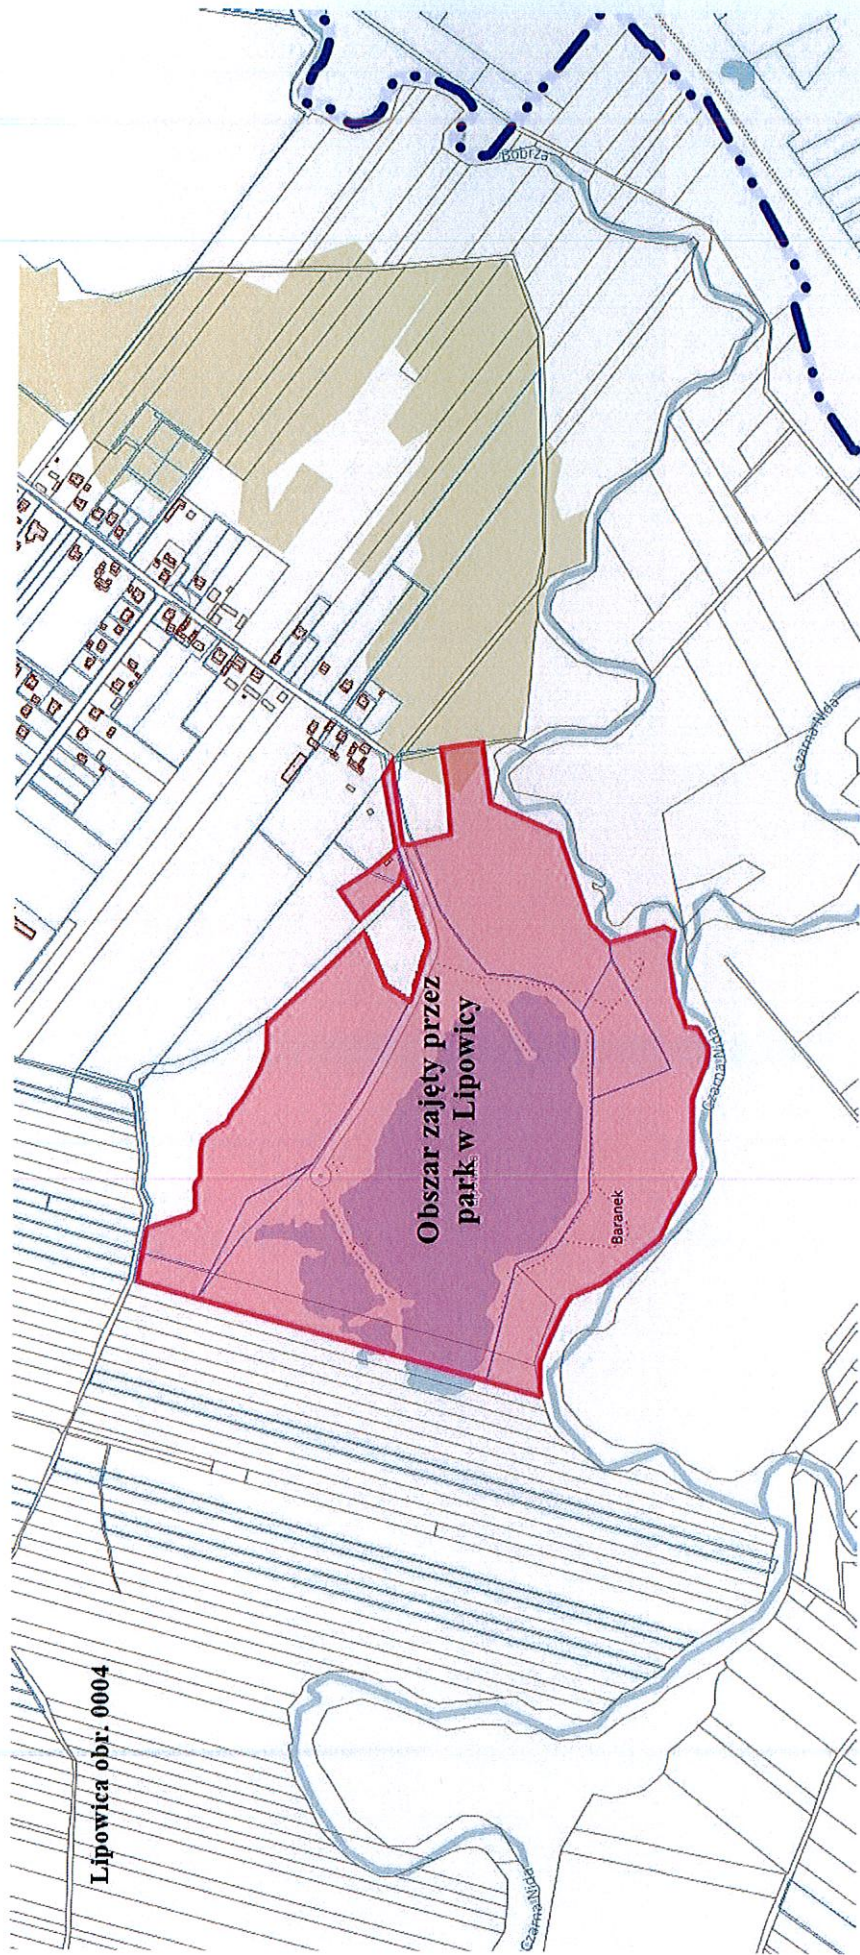 Lipowica obr. 0004
Obszar zajęty przez
park w Lipowicy
Baranek
Bobrza
Czarna Nida
Czarna Nida
Czarna Nida